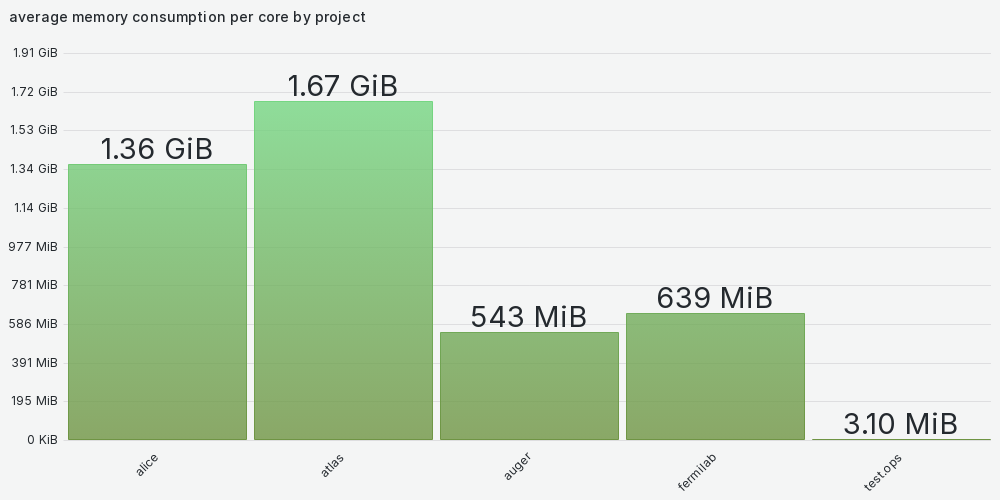 average memory consumption per core by project
1.91 GiB
1.72 GiB
1.53 GiB
1.34 GiB
1.14 GiB
977 MiB
781 MiB
586 MiB
391 MiB
195 MiB
0 KiB
1.36 GiB
1.67 GiB
543 MiB
639 MiB
3.10 MiB
alice
atlas
auger
fermilab
test.ops